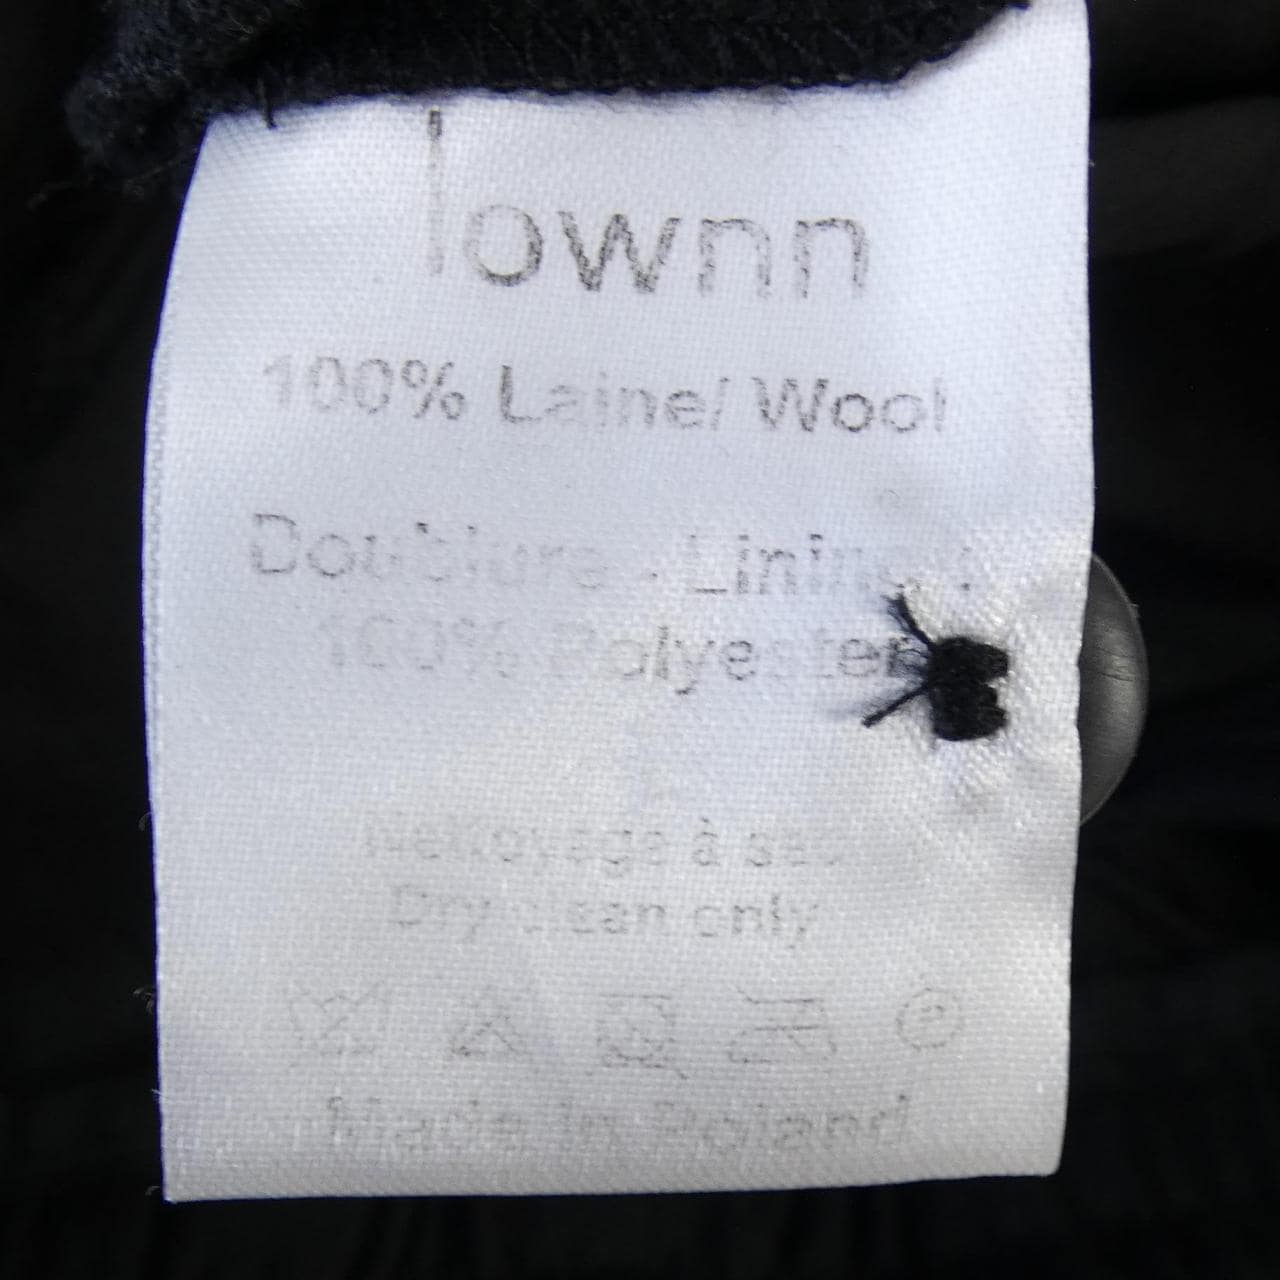 lownn
100% Laine/ Wool
Doublure - Lining :
100% Polyester
Nettoyage à sec
Dry clean only
P
Made in Poland